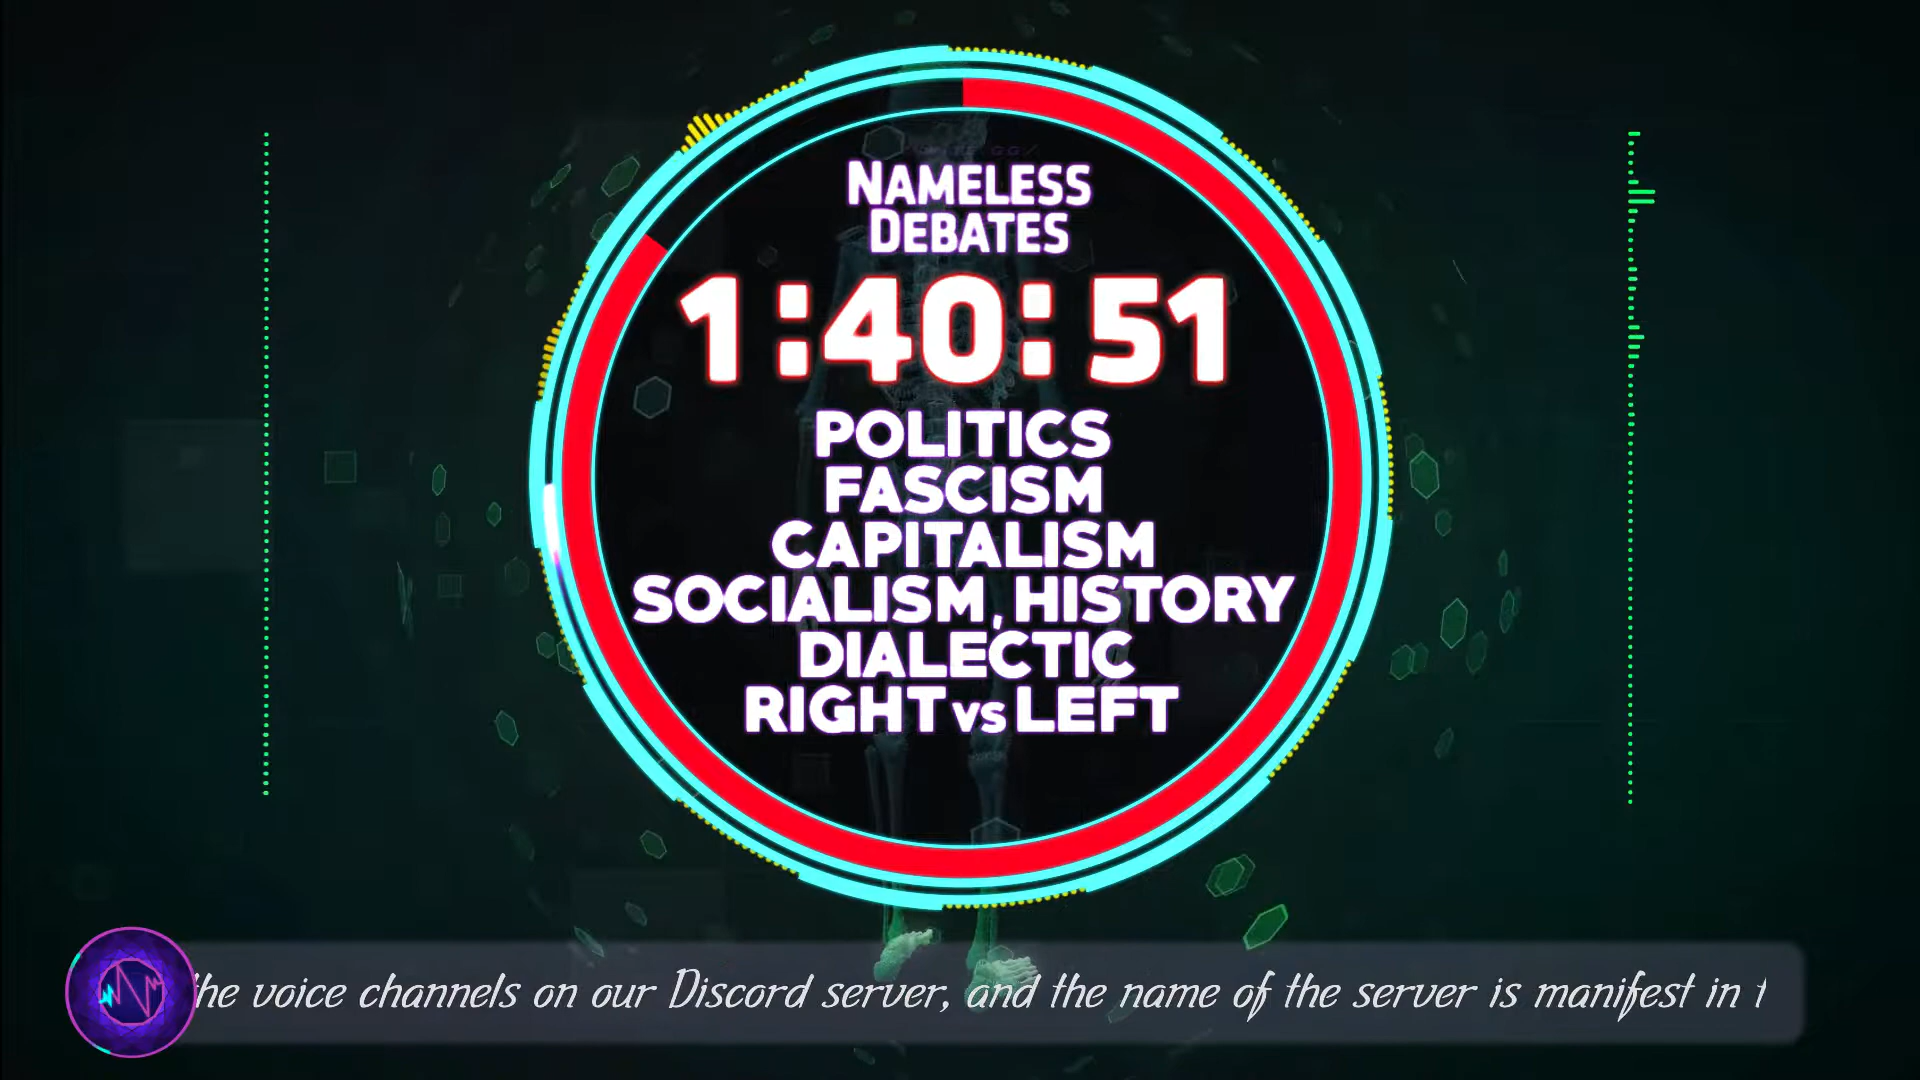 NAMELESS
DEBATES
1:40:51
POLITICS
FASCISM
CAPITALISM
SOCIALISM, HISTORY
DIALECTIC
RIGHT vs LEFT
the voice channels on our Discord server, and the name of the server is manifest in